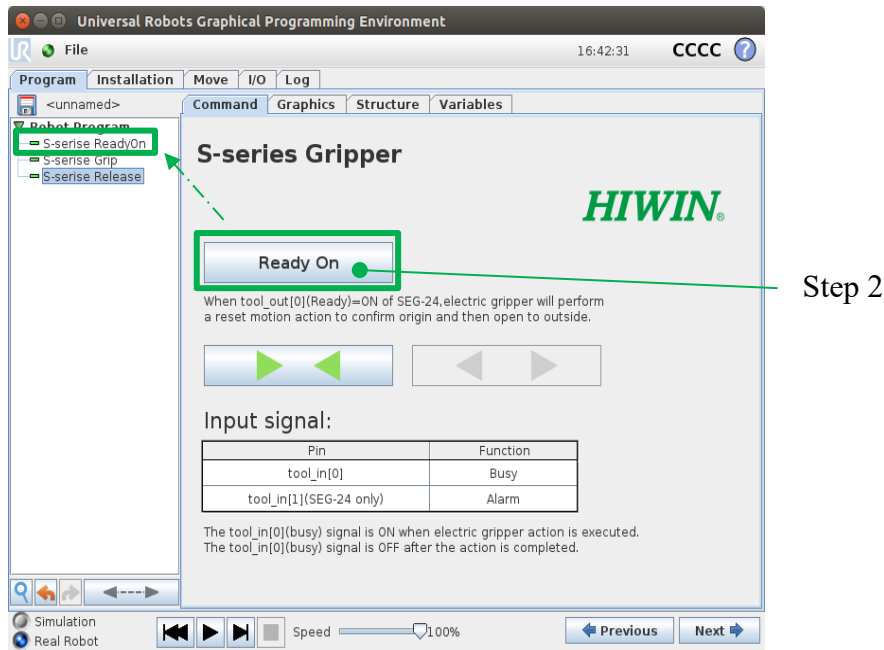 Universal Robots Graphical Programming Environment
File
16:42:31
CCCC
?
Program Installation Move I/O Log
<unnamed>
Command Graphics Structure Variables
Robot Program
S-serise ReadyOn
S-serise Grip
S-serise Release
S-series Gripper
HIWIN®
Ready On
Step 2
When tool_out[0](Ready)=ON of SEG-24,electric gripper will perform
a reset motion action to confirm origin and then open to outside.
Input signal:
Pin Function
tool_in[0] Busy
tool_in[1](SEG-24 only) Alarm
The tool_in[0](busy) signal is ON when electric gripper action is executed.
The tool_in[0](busy) signal is OFF after the action is completed.
Simulation
Real Robot
Speed 100%
Previous Next